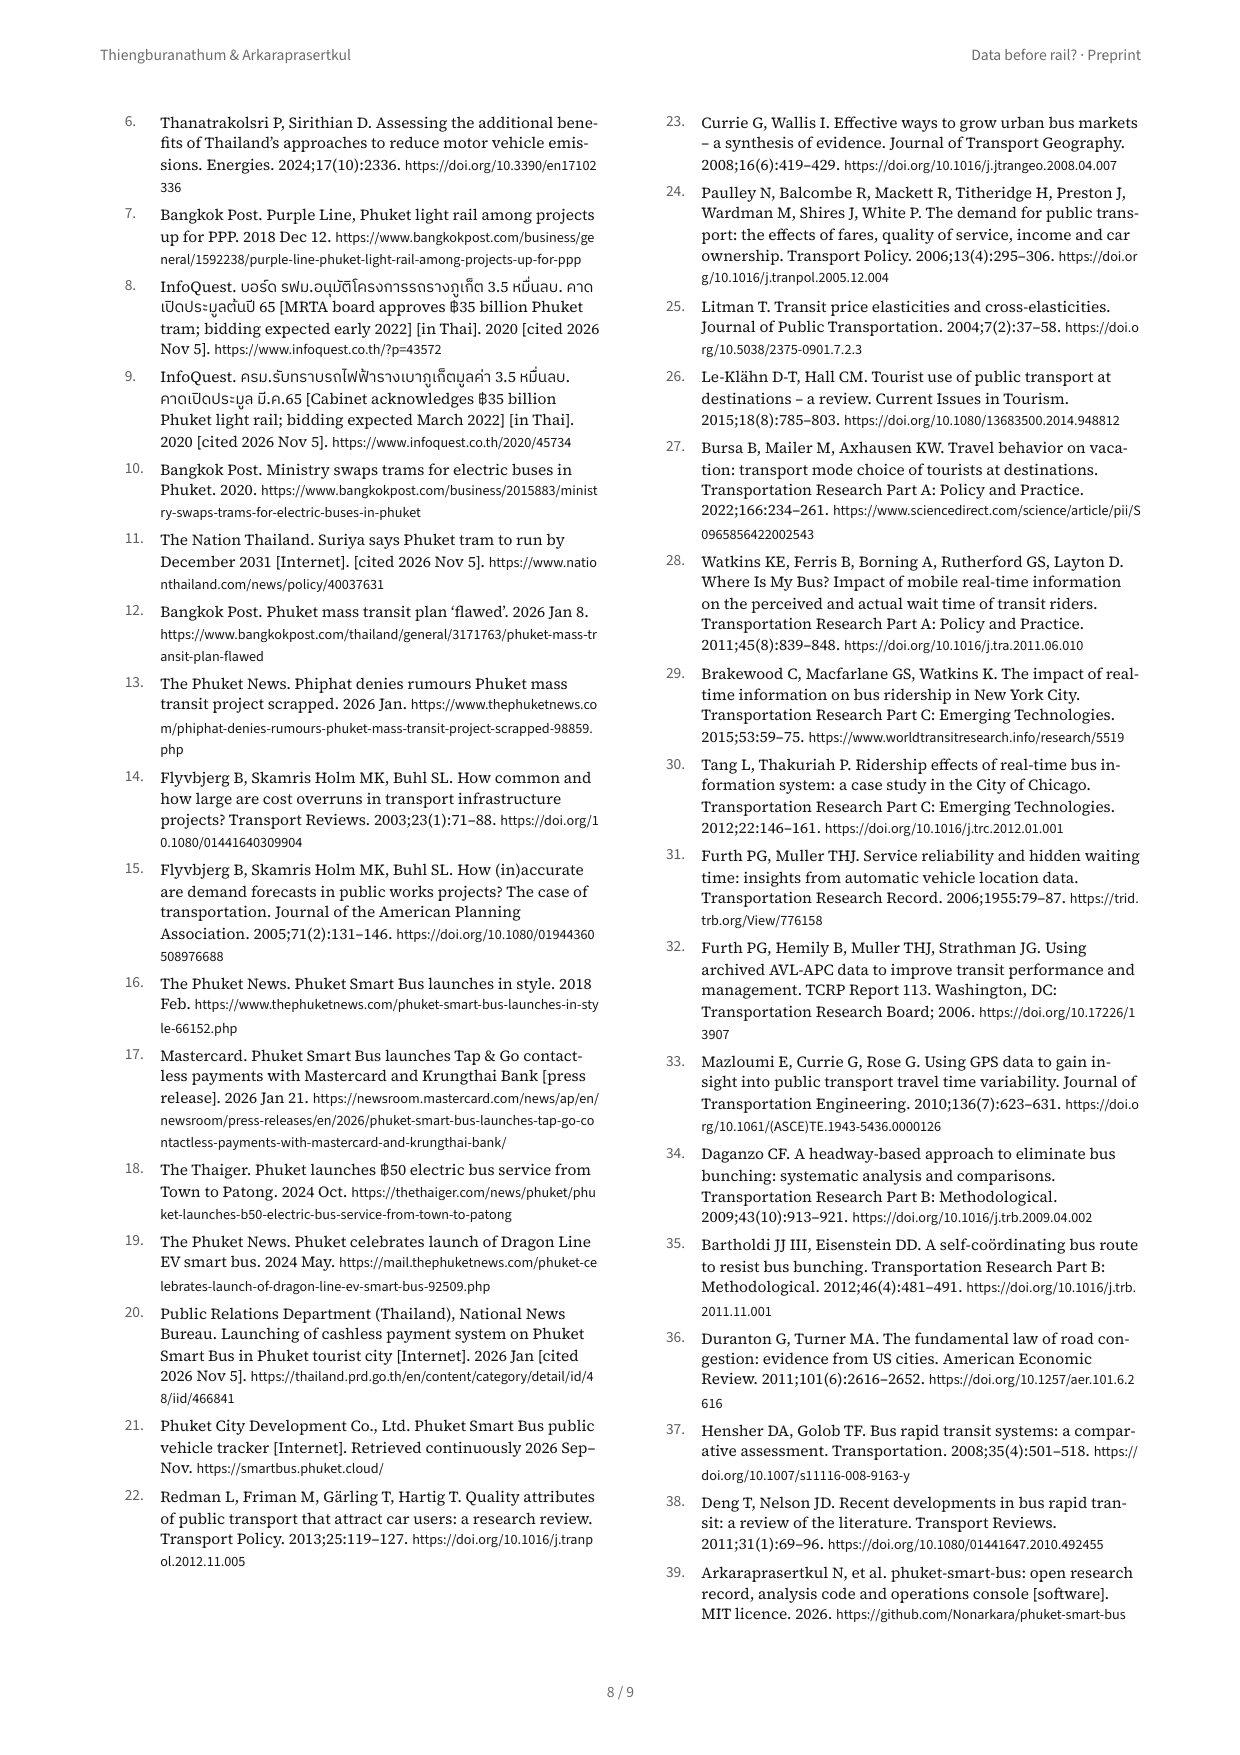 Thiengburanathum & Arkaraprasertkul
Data before rail? · Preprint
6. Thanatrakolsri P, Sirithian D. Assessing the additional bene-
fits of Thailand’s approaches to reduce motor vehicle emis-
sions. Energies. 2024;17(10):2336. https://doi.org/10.3390/en17102
336
7. Bangkok Post. Purple Line, Phuket light rail among projects
up for PPP. 2018 Dec 12. https://www.bangkokpost.com/business/ge
neral/1592238/purple-line-phuket-light-rail-among-projects-up-for-ppp
8. InfoQuest. บอร์ด รฟม.อนุมัติโครงการรถรางภูเก็ต 3.5 หมื่นลบ. คาด
เปิดประมูลต้นปี 65 [MRTA board approves ฿35 billion Phuket
tram; bidding expected early 2022] [in Thai]. 2020 [cited 2026
Nov 5]. https://www.infoquest.co.th/?p=43572
9. InfoQuest. ครม.รับทราบรถไฟฟ้ารางเบาภูเก็ตมูลค่า 3.5 หมื่นลบ.
คาดเปิดประมูล มี.ค.65 [Cabinet acknowledges ฿35 billion
Phuket light rail; bidding expected March 2022] [in Thai].
2020 [cited 2026 Nov 5]. https://www.infoquest.co.th/2020/45734
10. Bangkok Post. Ministry swaps trams for electric buses in
Phuket. 2020. https://www.bangkokpost.com/business/2015883/minist
ry-swaps-trams-for-electric-buses-in-phuket
11. The Nation Thailand. Suriya says Phuket tram to run by
December 2031 [Internet]. [cited 2026 Nov 5]. https://www.natio
nthailand.com/news/policy/40037631
12. Bangkok Post. Phuket mass transit plan ‘flawed’. 2026 Jan 8.
https://www.bangkokpost.com/thailand/general/3171763/phuket-mass-tr
ansit-plan-flawed
13. The Phuket News. Phiphat denies rumours Phuket mass
transit project scrapped. 2026 Jan. https://www.thephuketnews.co
m/phiphat-denies-rumours-phuket-mass-transit-project-scrapped-98859.
php
14. Flyvbjerg B, Skamris Holm MK, Buhl SL. How common and
how large are cost overruns in transport infrastructure
projects? Transport Reviews. 2003;23(1):71–88. https://doi.org/1
0.1080/01441640309904
15. Flyvbjerg B, Skamris Holm MK, Buhl SL. How (in)accurate
are demand forecasts in public works projects? The case of
transportation. Journal of the American Planning
Association. 2005;71(2):131–146. https://doi.org/10.1080/01944360
508976688
16. The Phuket News. Phuket Smart Bus launches in style. 2018
Feb. https://www.thephuketnews.com/phuket-smart-bus-launches-in-sty
le-66152.php
17. Mastercard. Phuket Smart Bus launches Tap & Go contact-
less payments with Mastercard and Krungthai Bank [press
release]. 2026 Jan 21. https://newsroom.mastercard.com/news/ap/en/
newsroom/press-releases/en/2026/phuket-smart-bus-launches-tap-go-co
ntactless-payments-with-mastercard-and-krungthai-bank/
18. The Thaiger. Phuket launches ฿50 electric bus service from
Town to Patong. 2024 Oct. https://thethaiger.com/news/phuket/phu
ket-launches-b50-electric-bus-service-from-town-to-patong
19. The Phuket News. Phuket celebrates launch of Dragon Line
EV smart bus. 2024 May. https://mail.thephuketnews.com/phuket-ce
lebrates-launch-of-dragon-line-ev-smart-bus-92509.php
20. Public Relations Department (Thailand), National News
Bureau. Launching of cashless payment system on Phuket
Smart Bus in Phuket tourist city [Internet]. 2026 Jan [cited
2026 Nov 5]. https://thailand.prd.go.th/en/content/category/detail/id/4
8/iid/466841
21. Phuket City Development Co., Ltd. Phuket Smart Bus public
vehicle tracker [Internet]. Retrieved continuously 2026 Sep–
Nov. https://smartbus.phuket.cloud/
22. Redman L, Friman M, Gärling T, Hartig T. Quality attributes
of public transport that attract car users: a research review.
Transport Policy. 2013;25:119–127. https://doi.org/10.1016/j.tranp
ol.2012.11.005
23. Currie G, Wallis I. Effective ways to grow urban bus markets
– a synthesis of evidence. Journal of Transport Geography.
2008;16(6):419–429. https://doi.org/10.1016/j.jtrangeo.2008.04.007
24. Paulley N, Balcombe R, Mackett R, Titheridge H, Preston J,
Wardman M, Shires J, White P. The demand for public trans-
port: the effects of fares, quality of service, income and car
ownership. Transport Policy. 2006;13(4):295–306. https://doi.or
g/10.1016/j.tranpol.2005.12.004
25. Litman T. Transit price elasticities and cross-elasticities.
Journal of Public Transportation. 2004;7(2):37–58. https://doi.o
rg/10.5038/2375-0901.7.2.3
26. Le-Klähn D-T, Hall CM. Tourist use of public transport at
destinations – a review. Current Issues in Tourism.
2015;18(8):785–803. https://doi.org/10.1080/13683500.2014.948812
27. Bursa B, Mailer M, Axhausen KW. Travel behavior on vaca-
tion: transport mode choice of tourists at destinations.
Transportation Research Part A: Policy and Practice.
2022;166:234–261. https://www.sciencedirect.com/science/article/pii/S
0965856422002543
28. Watkins KE, Ferris B, Borning A, Rutherford GS, Layton D.
Where Is My Bus? Impact of mobile real-time information
on the perceived and actual wait time of transit riders.
Transportation Research Part A: Policy and Practice.
2011;45(8):839–848. https://doi.org/10.1016/j.tra.2011.06.010
29. Brakewood C, Macfarlane GS, Watkins K. The impact of real-
time information on bus ridership in New York City.
Transportation Research Part C: Emerging Technologies.
2015;53:59–75. https://www.worldtransitresearch.info/research/5519
30. Tang L, Thakuriah P. Ridership effects of real-time bus in-
formation system: a case study in the City of Chicago.
Transportation Research Part C: Emerging Technologies.
2012;22:146–161. https://doi.org/10.1016/j.trc.2012.01.001
31. Furth PG, Muller THJ. Service reliability and hidden waiting
time: insights from automatic vehicle location data.
Transportation Research Record. 2006;1955:79–87. https://trid.
trb.org/View/776158
32. Furth PG, Hemily B, Muller THJ, Strathman JG. Using
archived AVL-APC data to improve transit performance and
management. TCRP Report 113. Washington, DC:
Transportation Research Board; 2006. https://doi.org/10.17226/1
3907
33. Mazloumi E, Currie G, Rose G. Using GPS data to gain in-
sight into public transport travel time variability. Journal of
Transportation Engineering. 2010;136(7):623–631. https://doi.o
rg/10.1061/(ASCE)TE.1943-5436.0000126
34. Daganzo CF. A headway-based approach to eliminate bus
bunching: systematic analysis and comparisons.
Transportation Research Part B: Methodological.
2009;43(10):913–921. https://doi.org/10.1016/j.trb.2009.04.002
35. Bartholdi JJ III, Eisenstein DD. A self-coördinating bus route
to resist bus bunching. Transportation Research Part B:
Methodological. 2012;46(4):481–491. https://doi.org/10.1016/j.trb.
2011.11.001
36. Duranton G, Turner MA. The fundamental law of road con-
gestion: evidence from US cities. American Economic
Review. 2011;101(6):2616–2652. https://doi.org/10.1257/aer.101.6.2
616
37. Hensher DA, Golob TF. Bus rapid transit systems: a compar-
ative assessment. Transportation. 2008;35(4):501–518. https://
doi.org/10.1007/s11116-008-9163-y
38. Deng T, Nelson JD. Recent developments in bus rapid tran-
sit: a review of the literature. Transport Reviews.
2011;31(1):69–96. https://doi.org/10.1080/01441647.2010.492455
39. Arkaraprasertkul N, et al. phuket-smart-bus: open research
record, analysis code and operations console [software].
MIT licence. 2026. https://github.com/Nonarkara/phuket-smart-bus
8 / 9